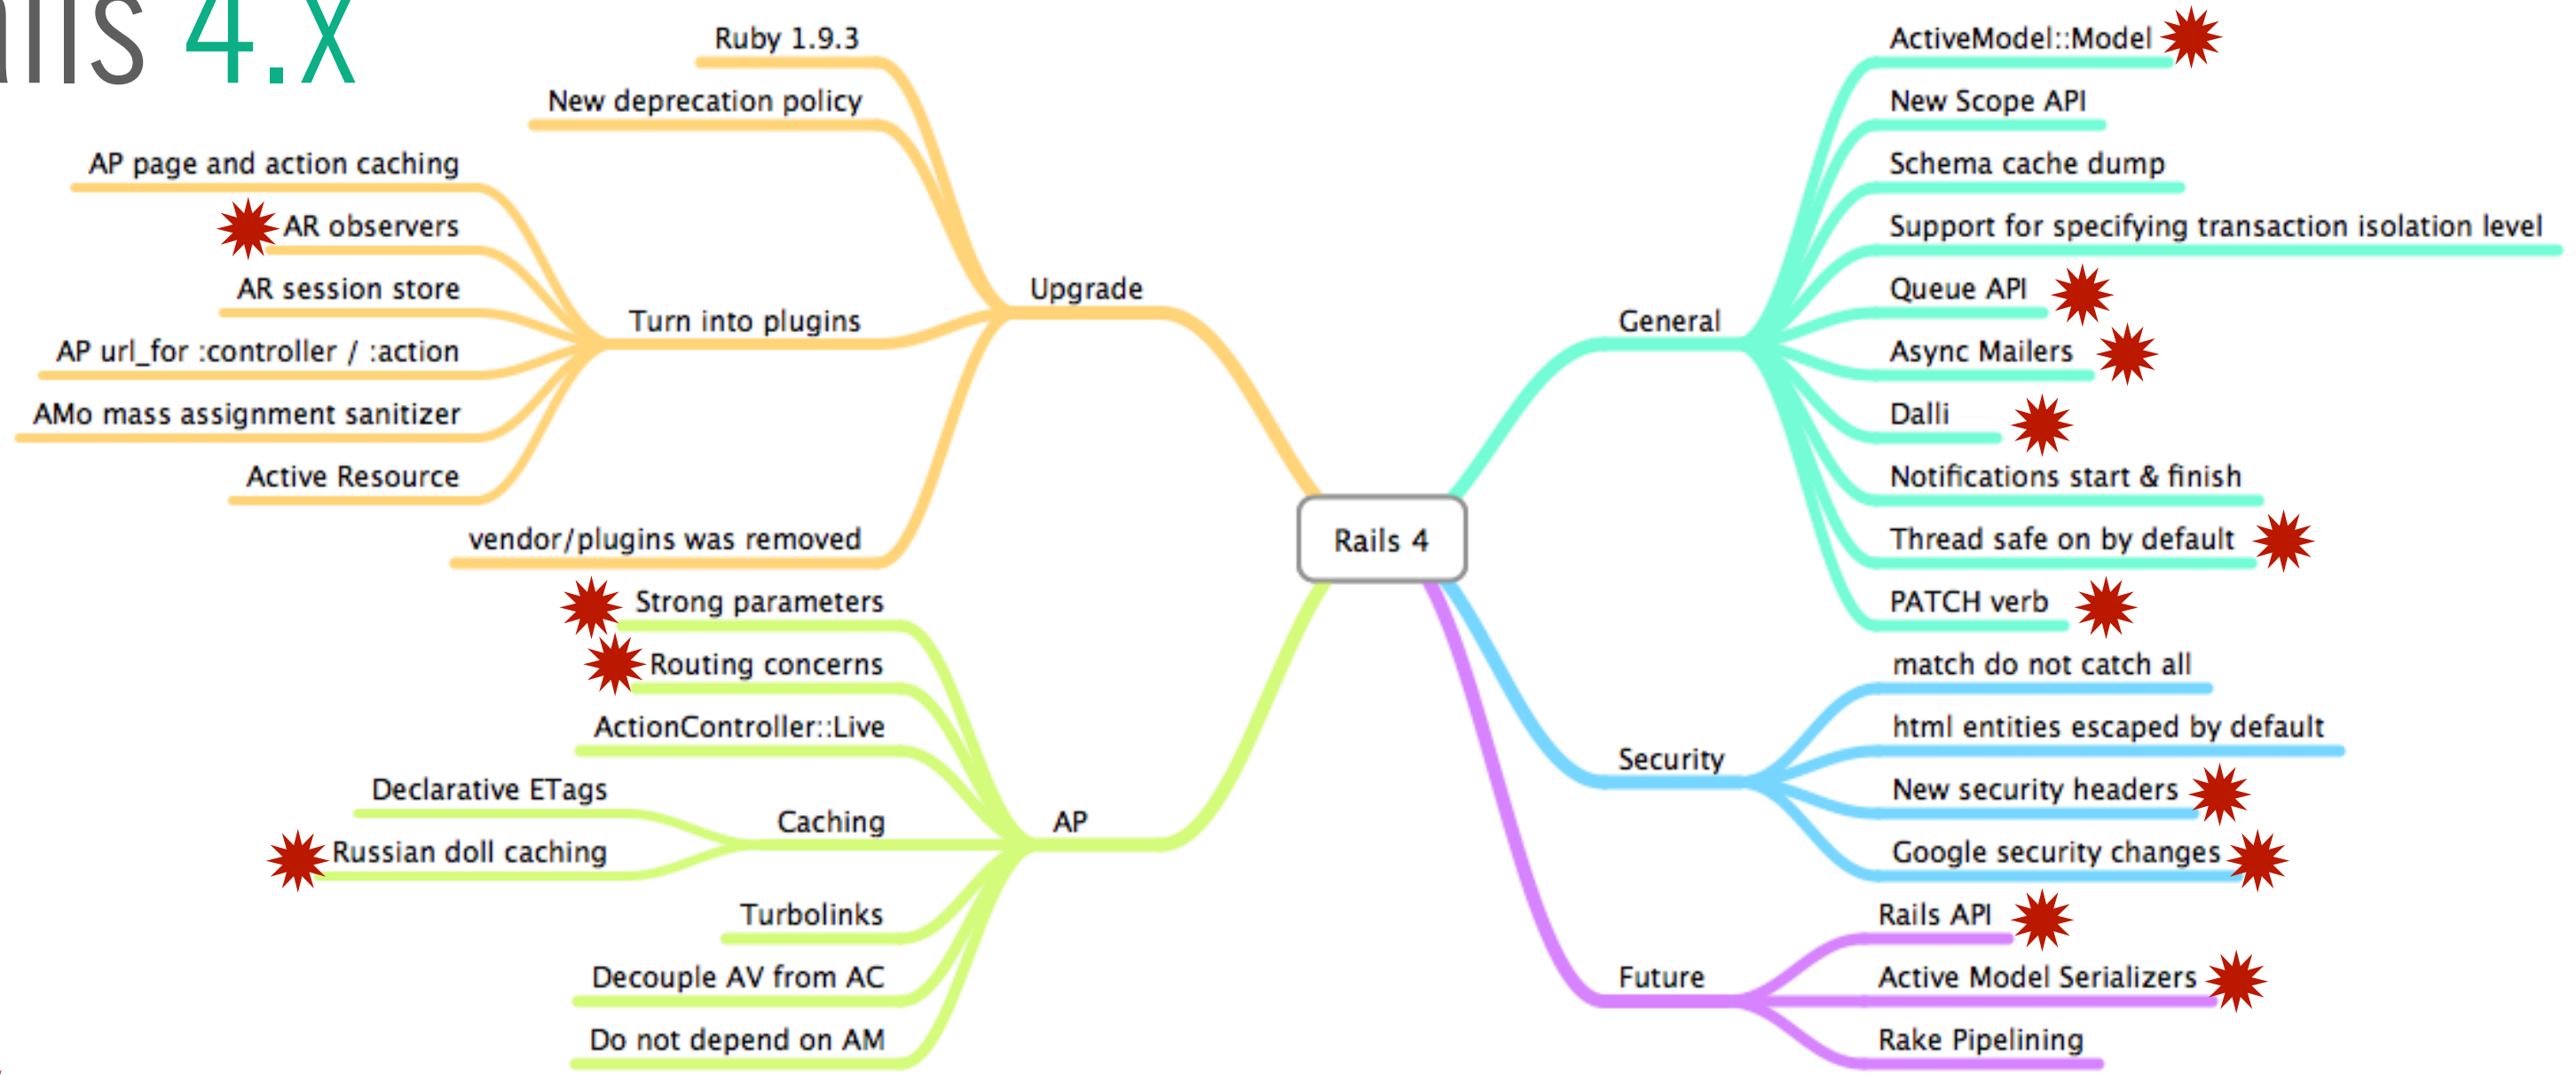 ails 4.x
Ruby 1.9.3
New deprecation policy
AP page and action caching
AR observers
AR session store
AP url_for :controller / :action
AMo mass assignment sanitizer
Active Resource
Turn into plugins
vendor/plugins was removed
Upgrade
Strong parameters
Routing concerns
ActionController::Live
Declarative ETags
Russian doll caching
Caching
Turbolinks
Decouple AV from AC
Do not depend on AM
AP
Rails 4
General
ActiveModel::Model
New Scope API
Schema cache dump
Support for specifying transaction isolation level
Queue API
Async Mailers
Dalli
Notifications start & finish
Thread safe on by default
PATCH verb
Security
match do not catch all
html entities escaped by default
New security headers
Google security changes
Future
Rails API
Active Model Serializers
Rake Pipelining